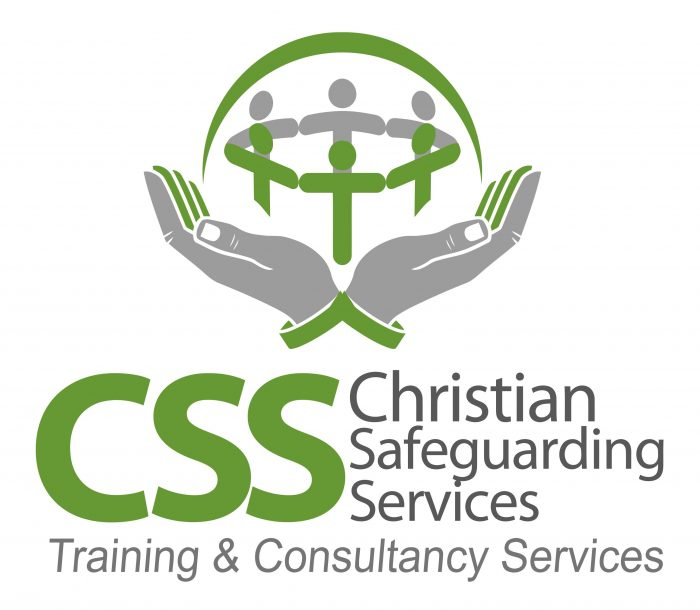 CSS
Christian
Safeguarding
Services
Training & Consultancy Services